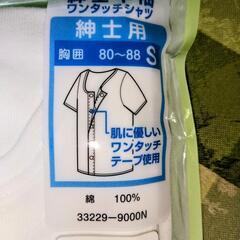 ワンタッチシャツ
紳士用
胸囲 80〜88 S
肌に優しい
ワンタッチ
テープ使用
綿 100%
33229-9000N